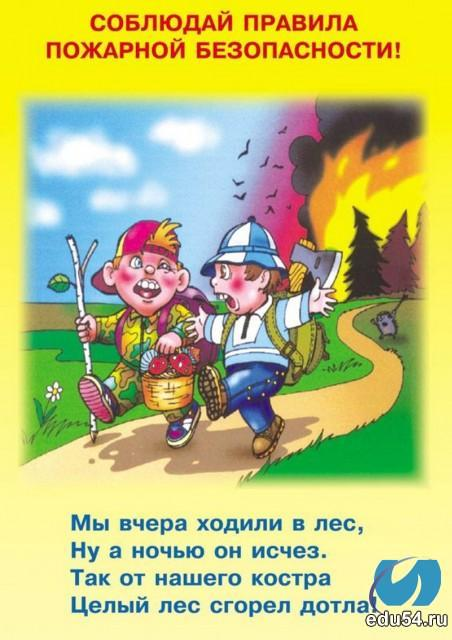 СОБЛЮДАЙ ПРАВИЛА
ПОЖАРНОЙ БЕЗОПАСНОСТИ!
Мы вчера ходили в лес,
Ну а ночью он исчез.
Так от нашего костра
Целый лес сгорел дотла!
edu54.ru